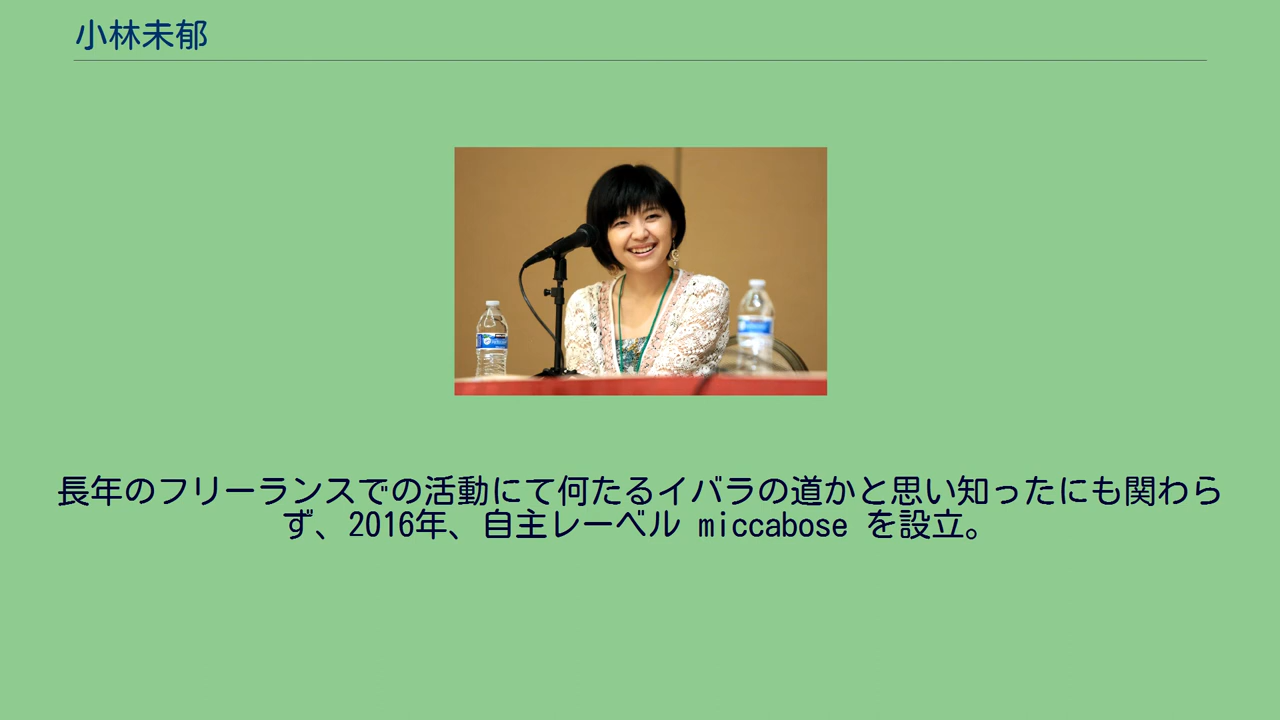 小林未郁
長年のフリーランスでの活動にて何たるイバラの道かと思い知ったにも関わら
ず、2016年、自主レーベル miccabose を設立。